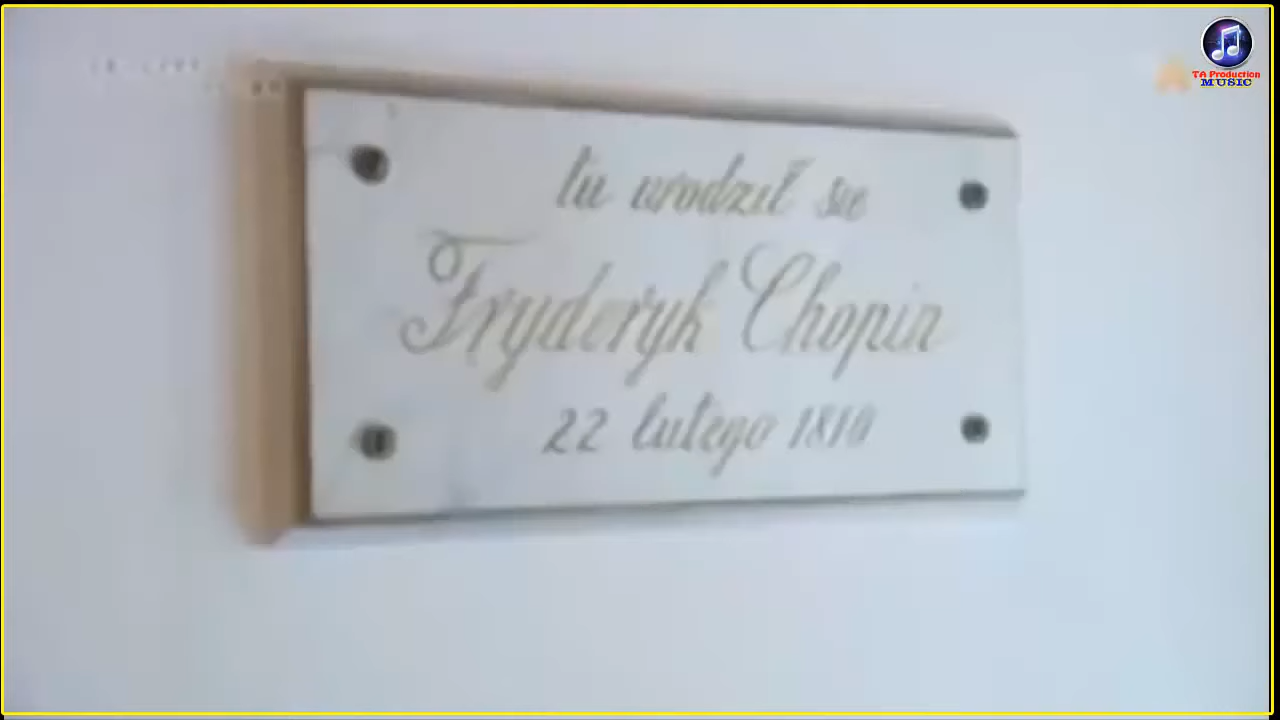 TA Production
MUSIC
tu urodził się
Fryderyk Chopin
22 lutego 1810